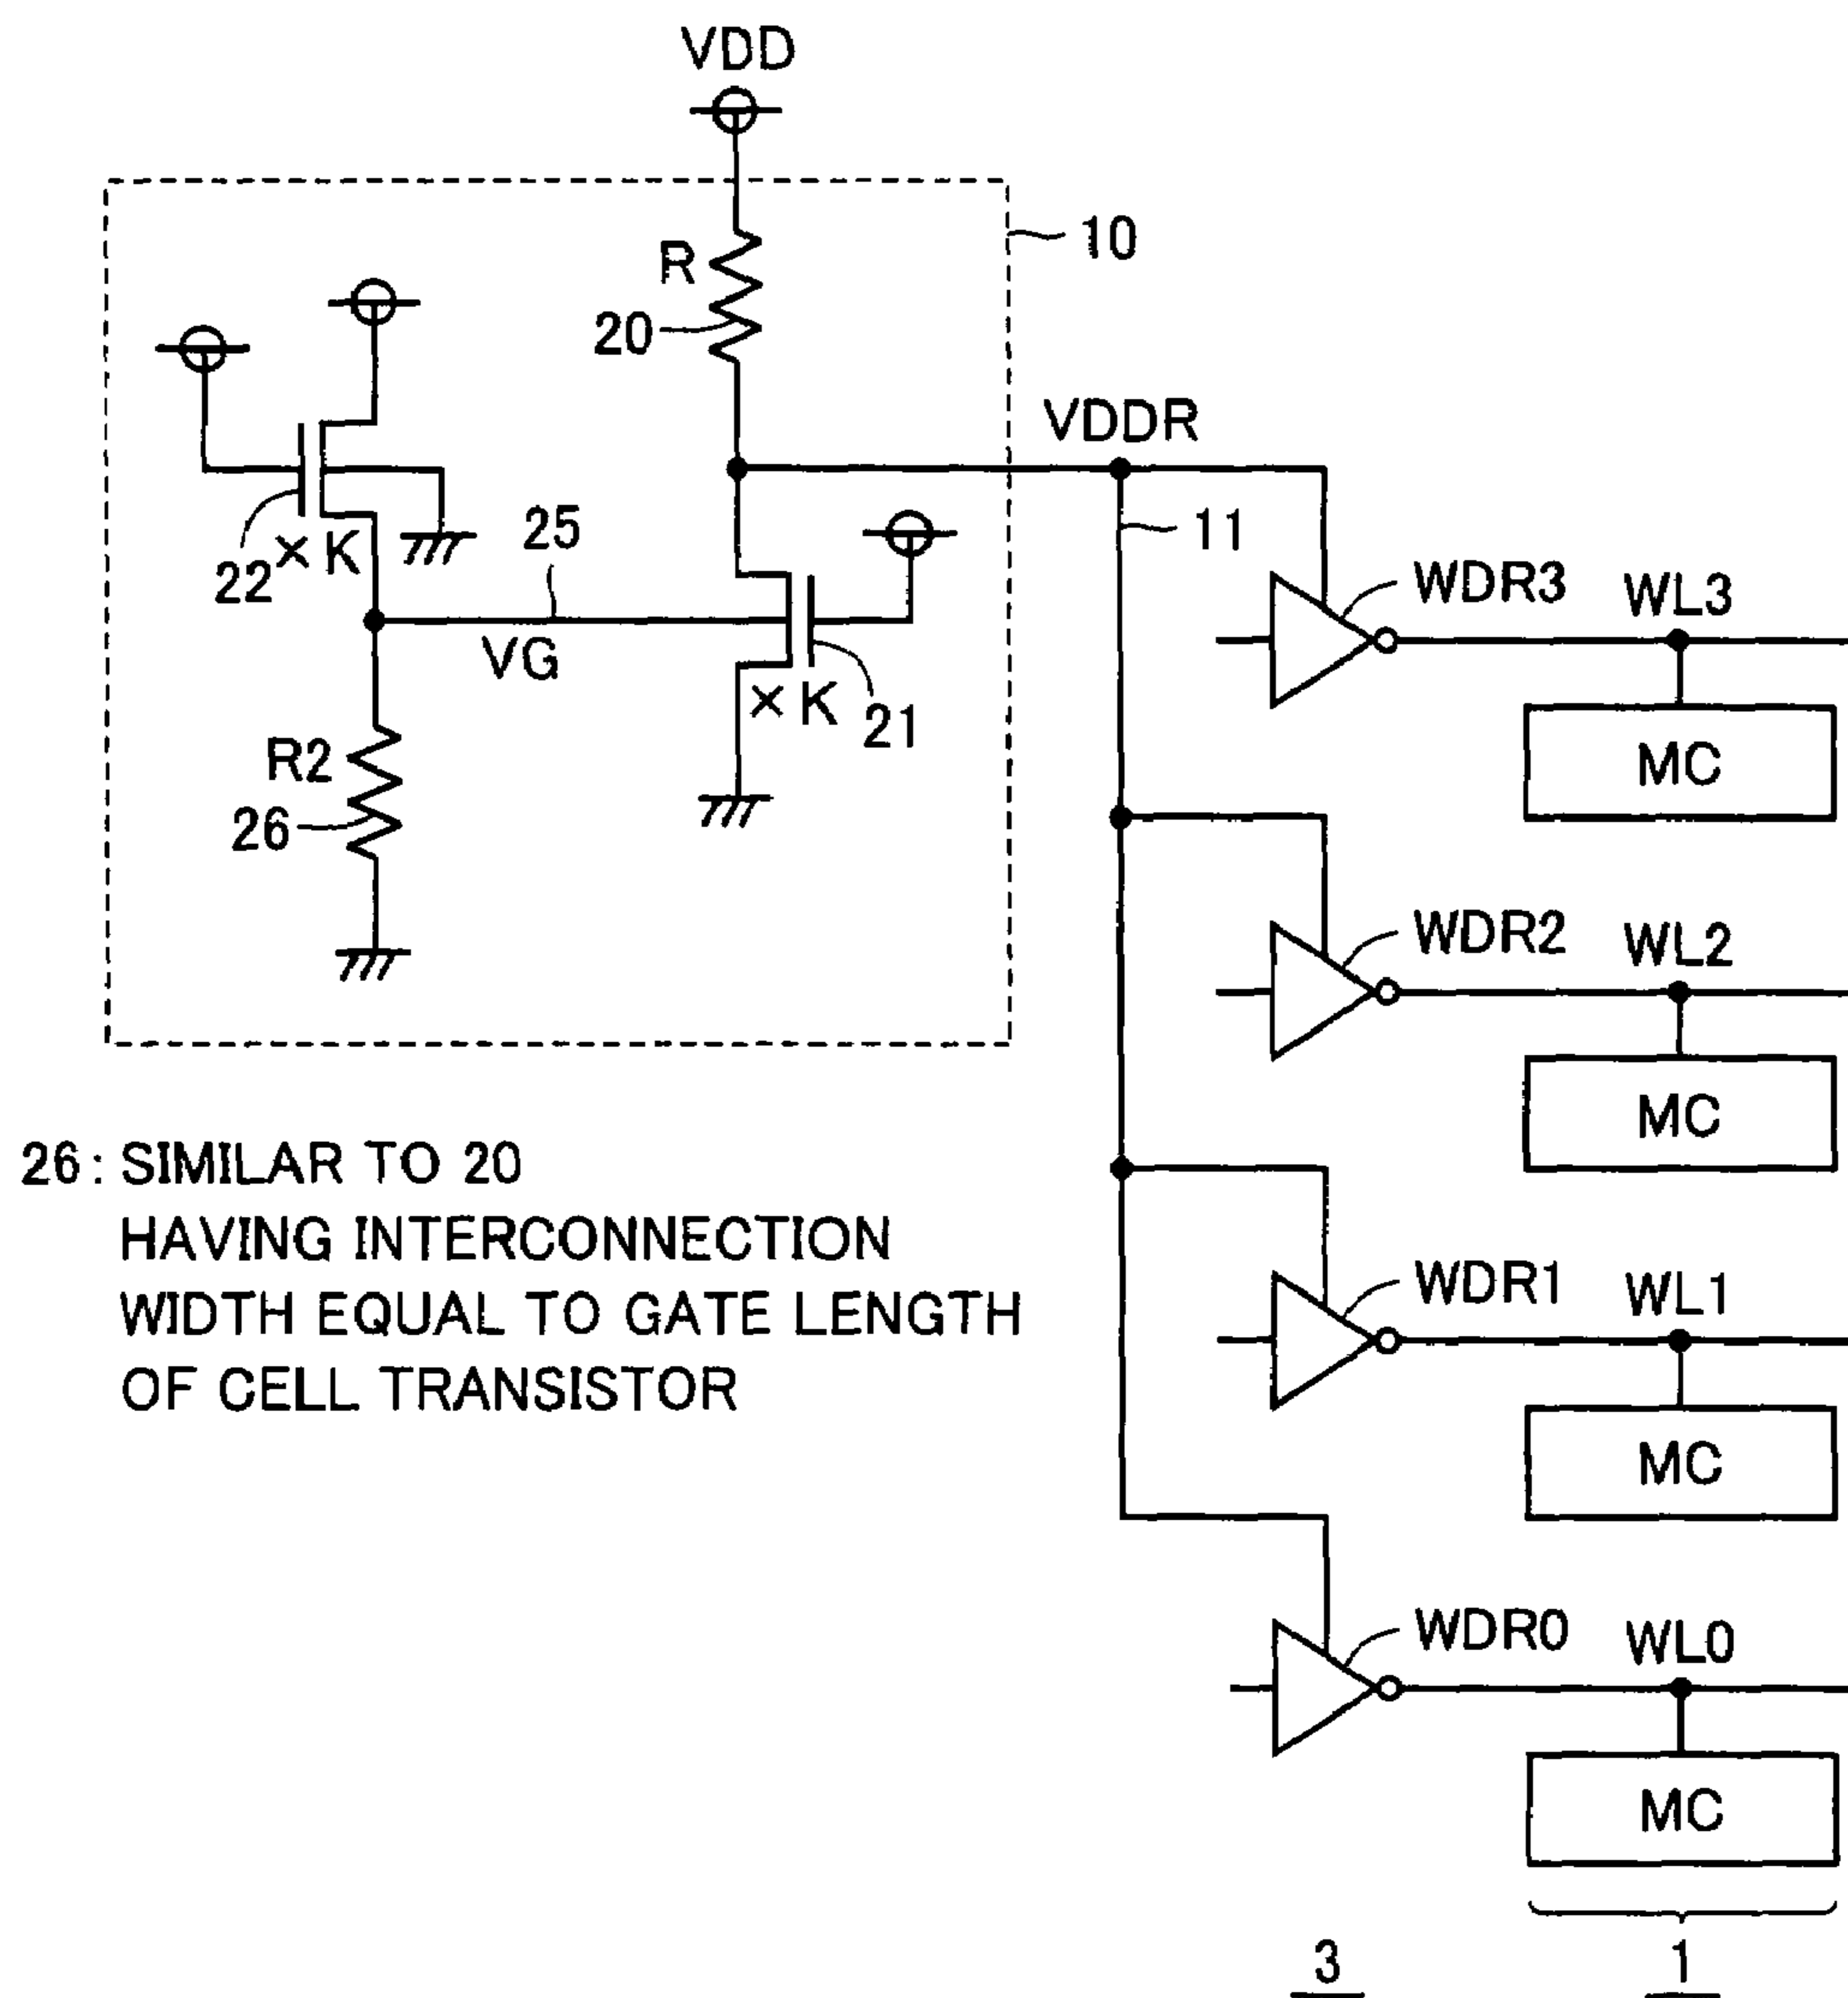 VDD
10
R
20
VDDR
25
11
22
× K
VG
× K
21
WDR3
WL3
MC
R2
26
WDR2
WL2
MC
26 : SIMILAR TO 20
HAVING INTERCONNECTION
WIDTH EQUAL TO GATE LENGTH
OF CELL TRANSISTOR
WDR1
WL1
MC
WDR0
WL0
MC
3
1